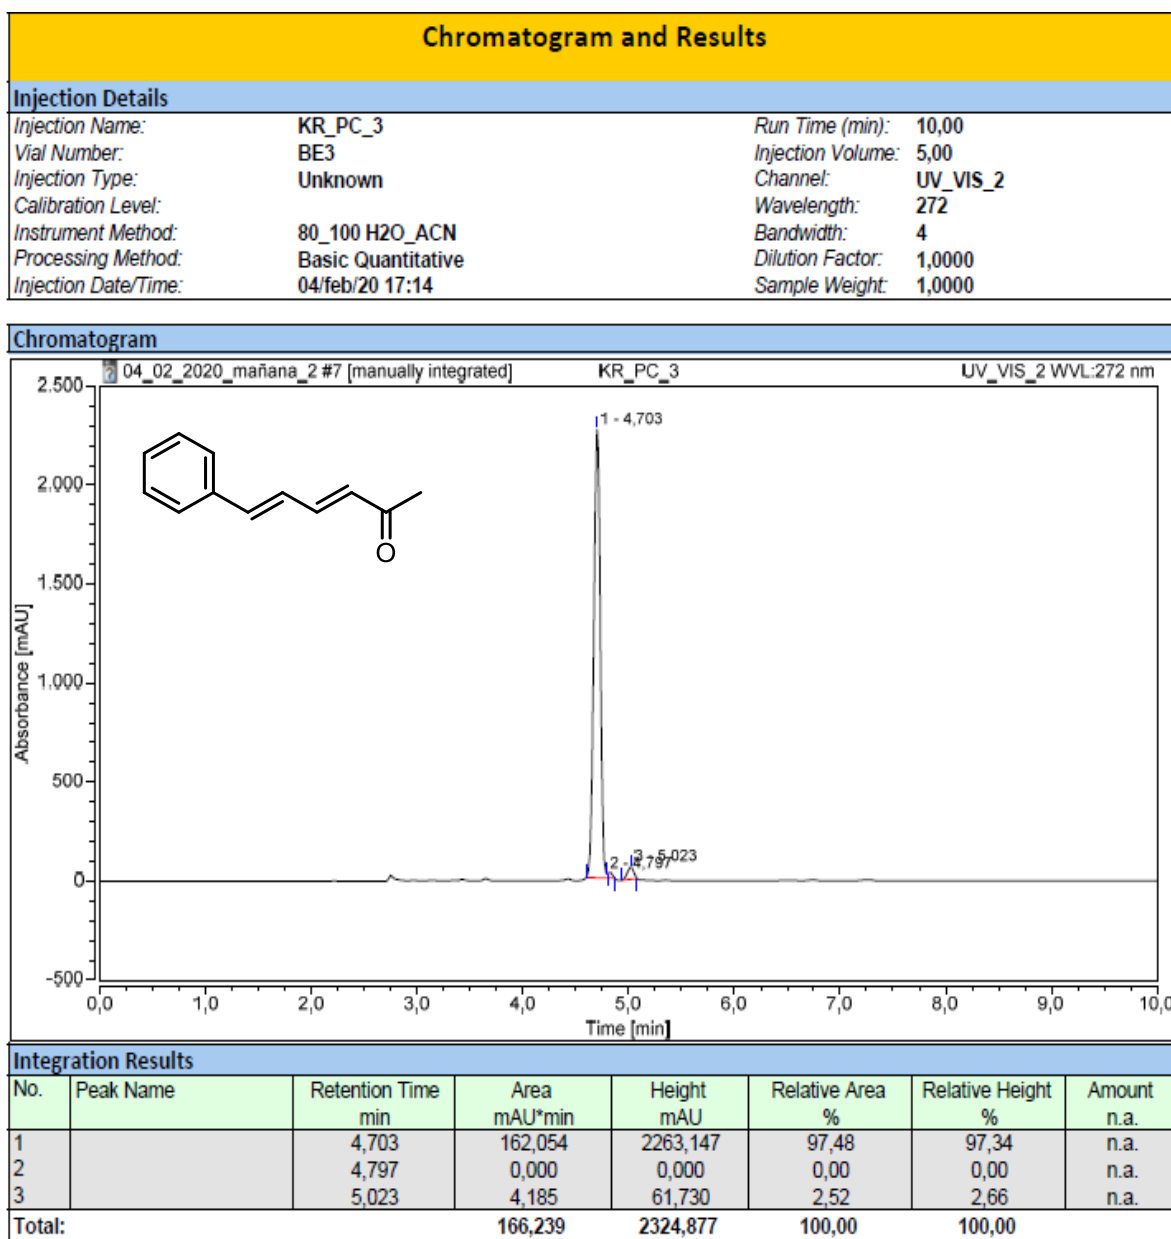 Chromatogram and Results
Injection Details
Injection Name: KR_PC_3 Run Time (min): 10,00
Vial Number: BE3 Injection Volume: 5,00
Injection Type: Unknown Channel: UV_VIS_2
Calibration Level: Wavelength: 272
Instrument Method: 80_100 H2O_ACN Bandwidth: 4
Processing Method: Basic Quantitative Dilution Factor: 1,0000
Injection Date/Time: 04/feb/20 17:14 Sample Weight: 1,0000
Chromatogram
04_02_2020_mañana_2 #7 [manually integrated] KR_PC_3 UV_VIS_2 WVL:272 nm
2.500
1 - 4,703
2.000
O
1.500
Absorbance [mAU]
1.000
500
3 - 5,023
2 - 4,797
0
-500
0,0 1,0 2,0 3,0 4,0 5,0 6,0 7,0 8,0 9,0 10,0
Time [min]
Integration Results
No. Peak Name Retention Time Area Height Relative Area Relative Height Amount
min mAU*min mAU % % n.a.
1 4,703 162,054 2263,147 97,48 97,34 n.a.
2 4,797 0,000 0,000 0,00 0,00 n.a.
3 5,023 4,185 61,730 2,52 2,66 n.a.
Total: 166,239 2324,877 100,00 100,00